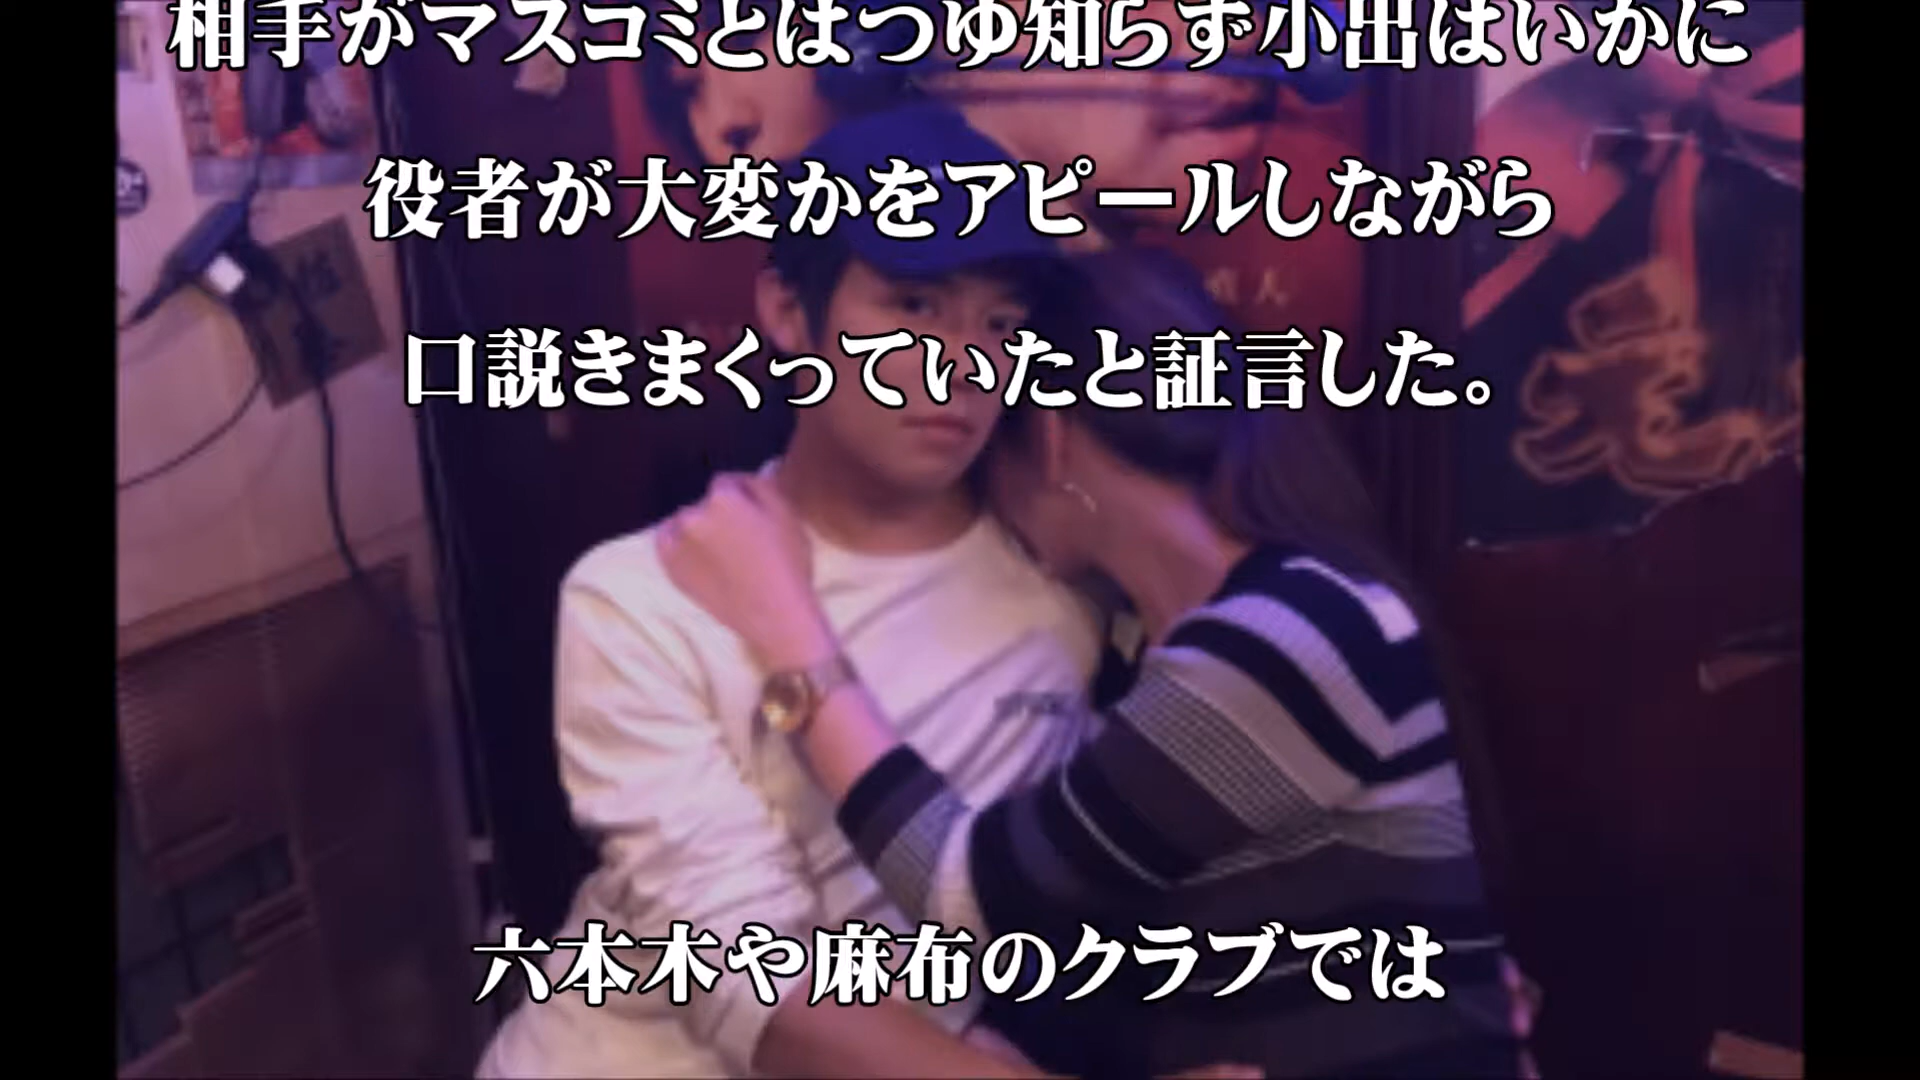 相手がマスコミとはつゆ知らず小出はいかに
役者が大変かをアピールしながら
口説きまくっていたと証言した。
六本木や麻布のクラブでは